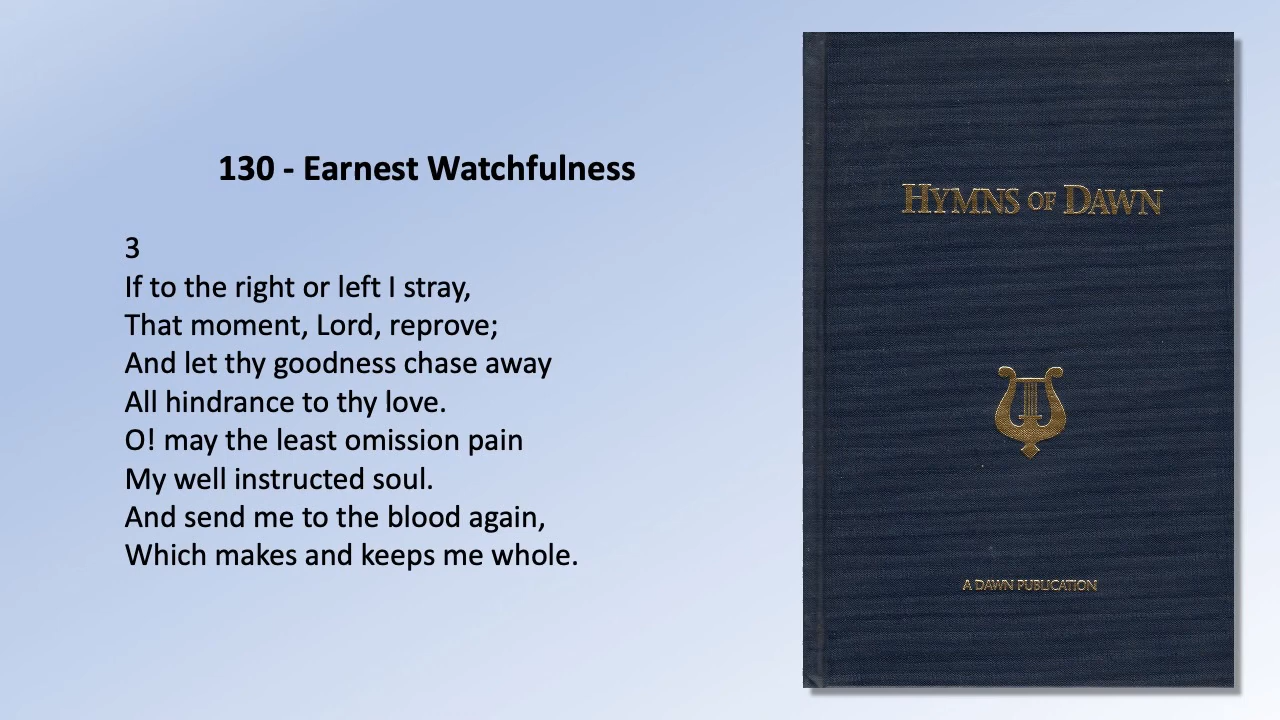 130 - Earnest Watchfulness
3
If to the right or left I stray,
That moment, Lord, reprove;
And let thy goodness chase away
All hindrance to thy love.
O! may the least omission pain
My well instructed soul.
And send me to the blood again,
Which makes and keeps me whole.
HYMNS OF DAWN
A DAWN PUBLICATION